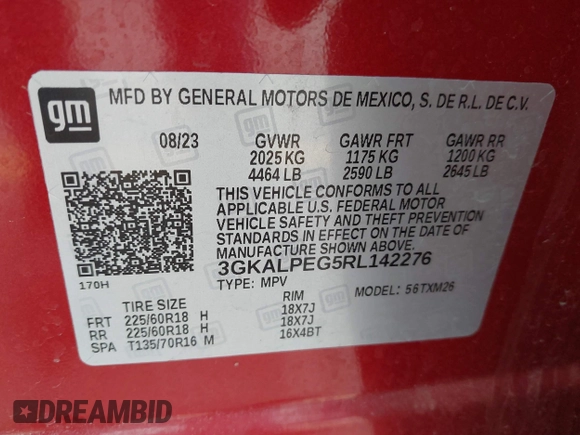 gm
MFD BY GENERAL MOTORS DE MEXICO, S. DE R.L. DE C.V.
08/23 GVWR GAWR FRT GAWR RR
2025 KG 1175 KG 1200 KG
4464 LB 2590 LB 2645 LB
THIS VEHICLE CONFORMS TO ALL
APPLICABLE U.S. FEDERAL MOTOR
VEHICLE SAFETY AND THEFT PREVENTION
STANDARDS IN EFFECT ON THE DATE OF
MANUFACTURE SHOWN ABOVE.
3GKALPEG5RL142276
170H
TYPE: MPV MODEL: 56TXM26
TIRE SIZE RIM
FRT 225/60R18 H 18X7J
RR 225/60R18 H 18X7J
SPA T135/70R16 M 16X4BT
DREAMBID